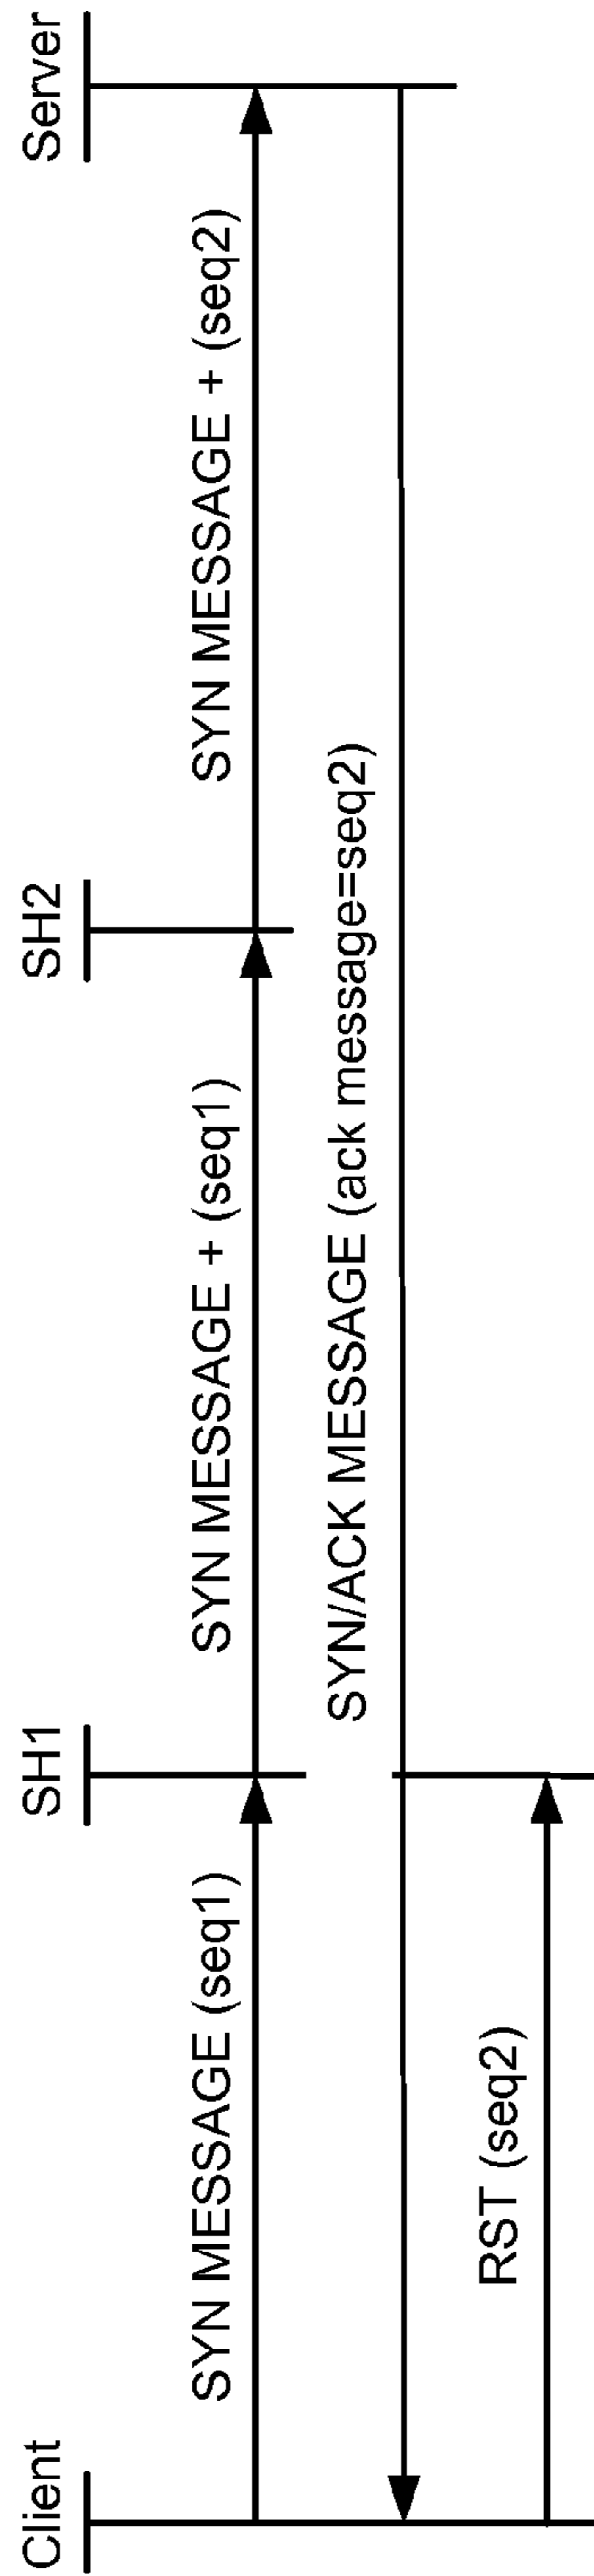 Client
SH1
SH2
Server
SYN MESSAGE (seq1)
SYN MESSAGE + (seq1)
SYN MESSAGE + (seq2)
SYN/ACK MESSAGE (ack message=seq2)
RST (seq2)